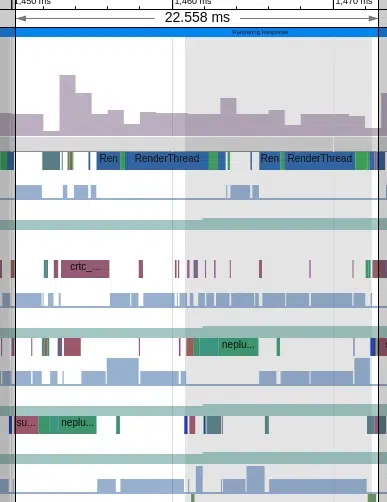 1,450 ms 1,460 ms 1,470 ms
22.558 ms
Rendering Response
Ren RenderThread Ren RenderThread
crtc_...
neplu...
su... neplu...